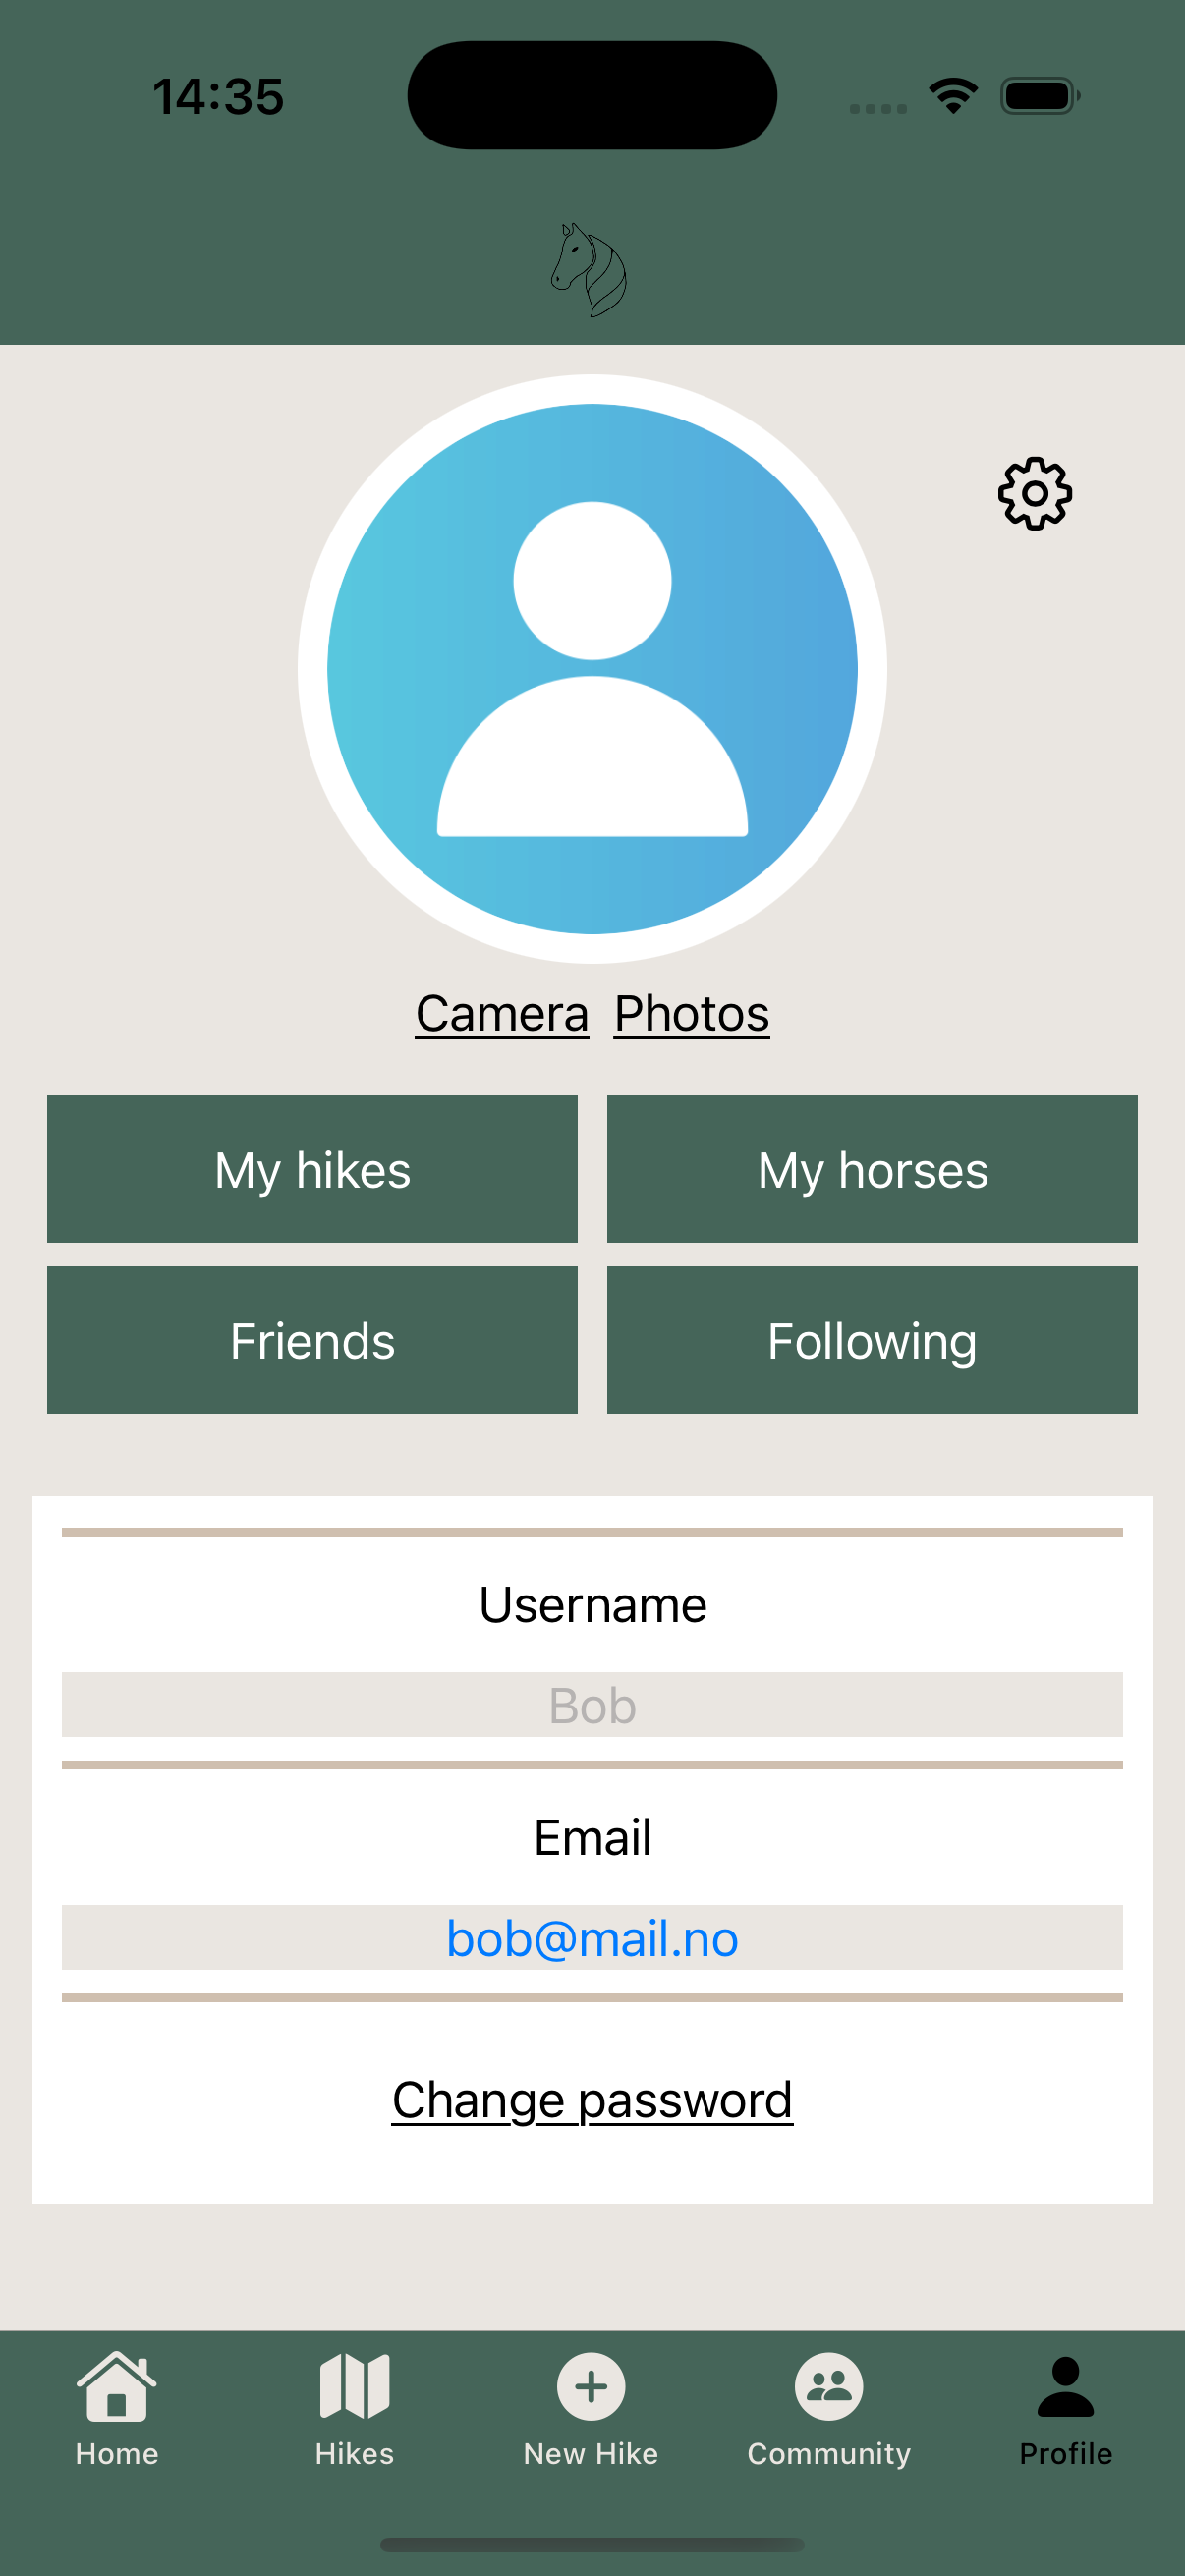 14:35
Camera Photos
My hikes My horses
Friends Following
Username
Bob
Email
bob@mail.no
Change password
Home Hikes New Hike Community Profile